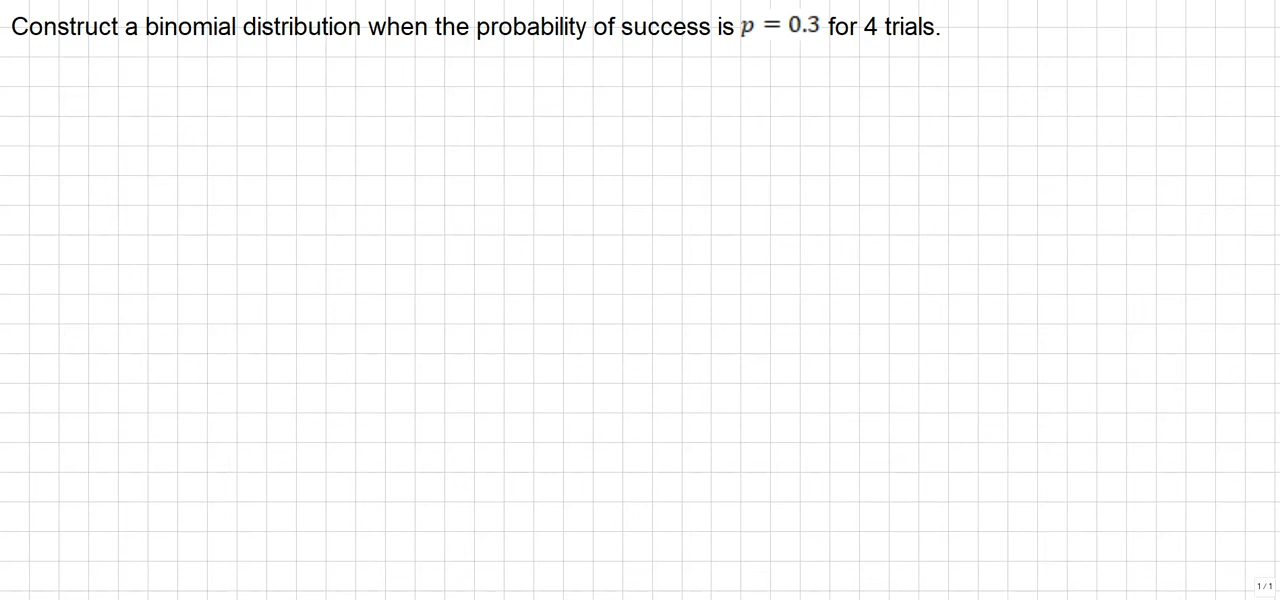 Construct a binomial distribution when the probability of success is p = 0.3 for 4 trials.
1 / 1